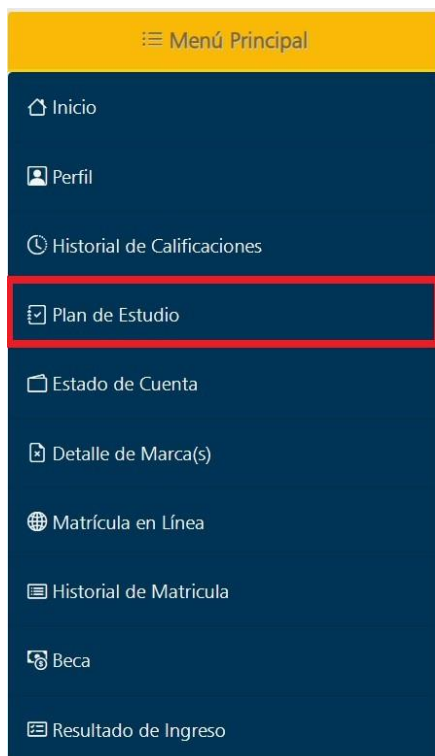 Menú Principal
Inicio
Perfil
Historial de Calificaciones
Plan de Estudio
Estado de Cuenta
Detalle de Marca(s)
Matrícula en Línea
Historial de Matricula
Beca
Resultado de Ingreso